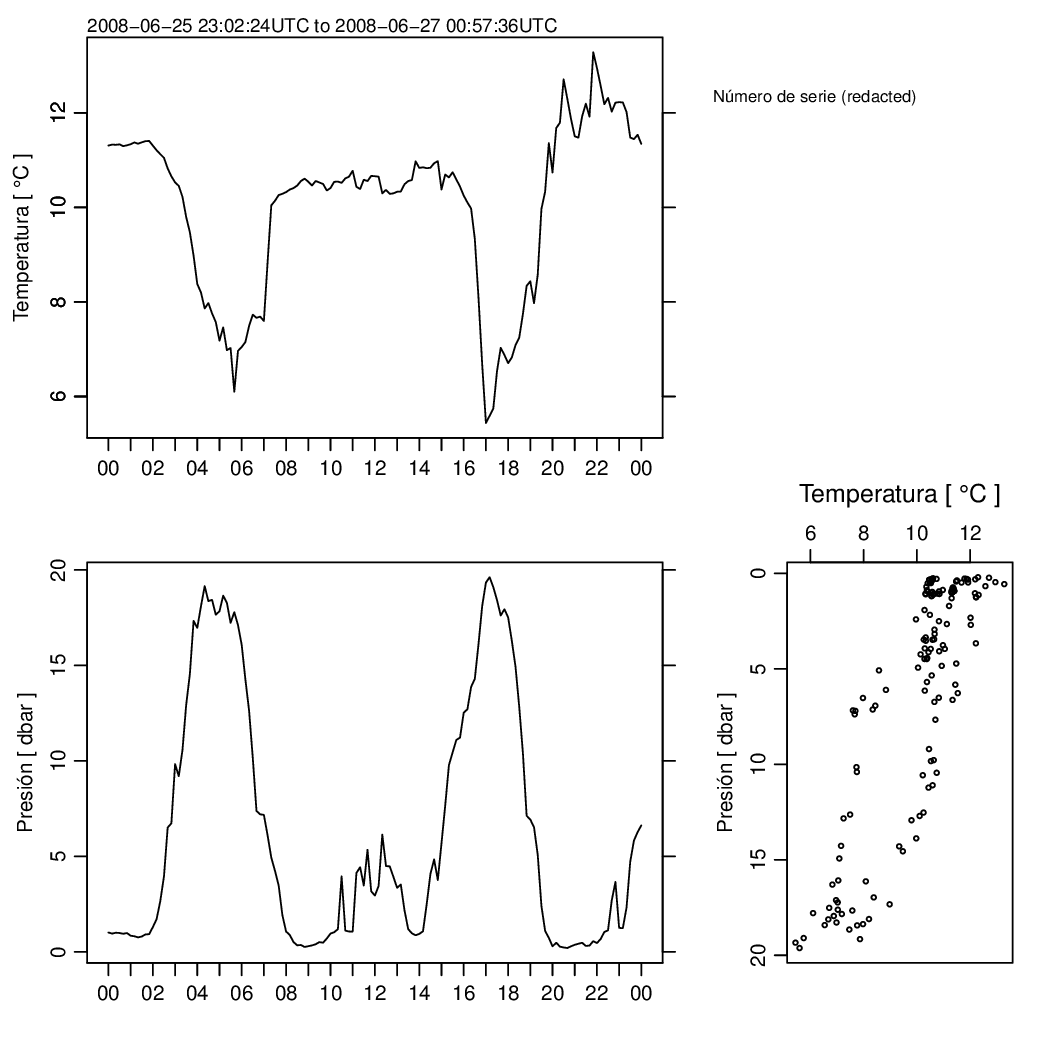 2008−06−25 23:02:24UTC to 2008−06−27 00:57:36UTC
Temperatura [ °C ]
12
10
8
6
00 02 04 06 08 10 12 14 16 18 20 22 00
Número de serie (redacted)
Presión [ dbar ]
20
15
10
5
0
00 02 04 06 08 10 12 14 16 18 20 22 00
Temperatura [ °C ]
6 8 10 12
Presión [ dbar ]
0
5
10
15
20